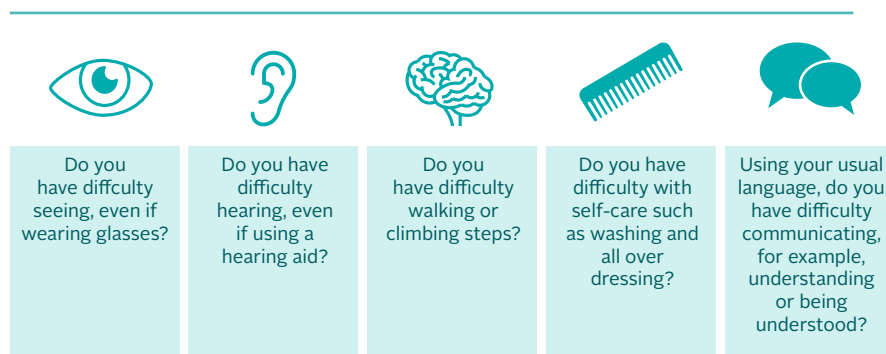 Do you
have diffculty
seeing, even if
wearing glasses?
Do you have
difficulty
hearing, even
if using a
hearing aid?
Do you
have difficulty
walking or
climbing steps?
Do you have
difficulty with
self-care such
as washing and
all over
dressing?
Using your usual
language, do you
have difficulty
communicating,
for example,
understanding
or being
understood?